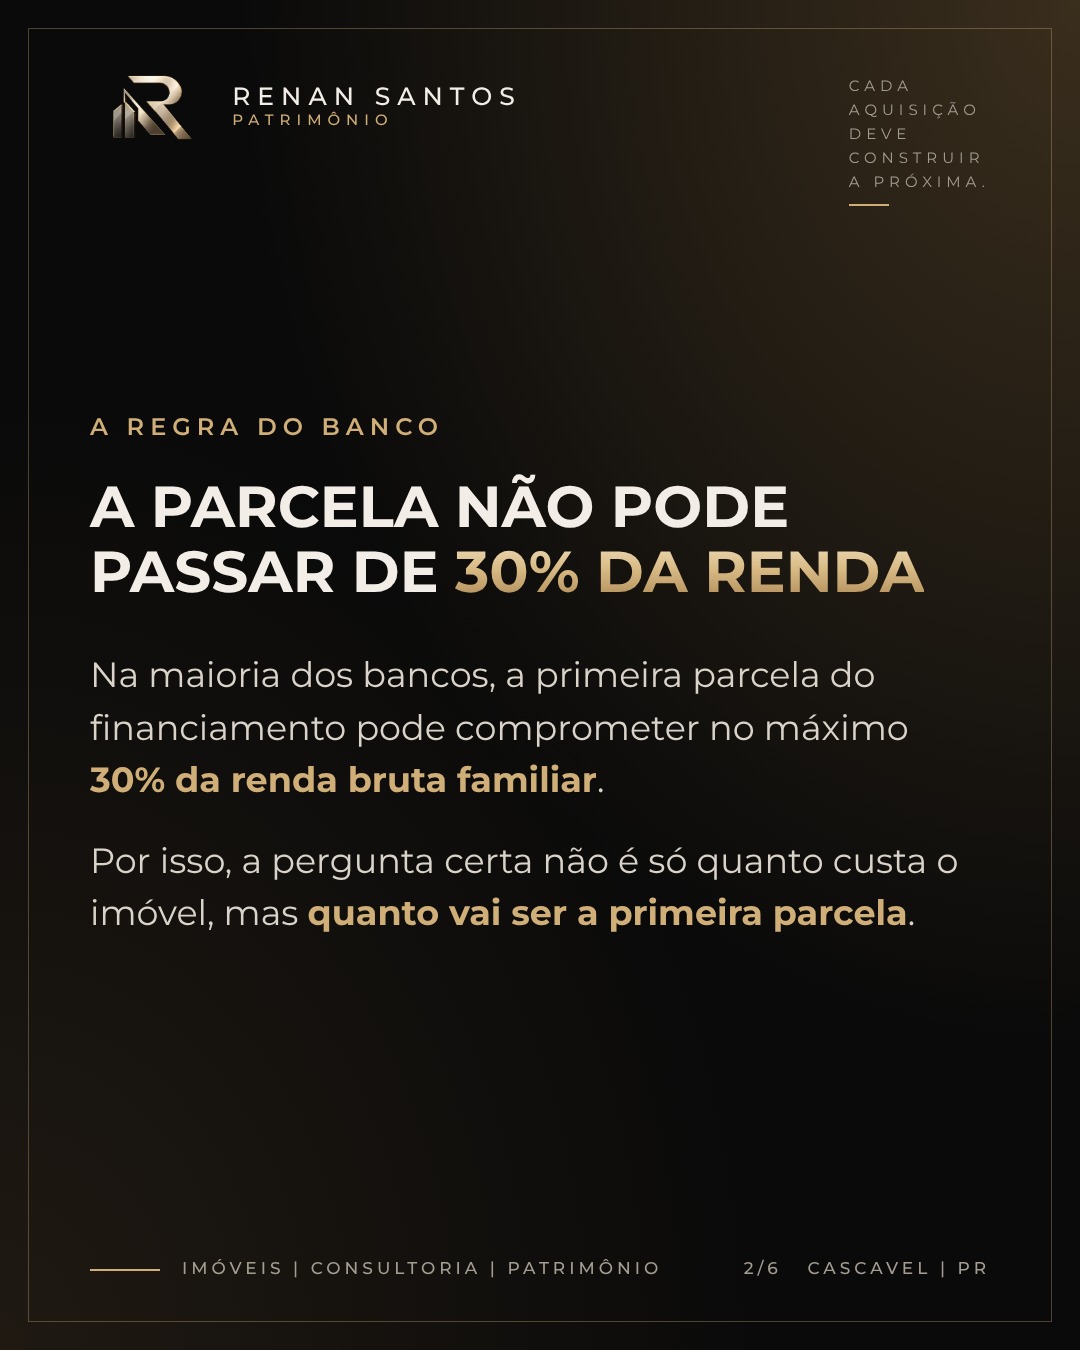 RENAN SANTOS
PATRIMÔNIO
CADA
AQUISIÇÃO
DEVE
CONSTRUIR
A PRÓXIMA.
A REGRA DO BANCO
A PARCELA NÃO PODE
PASSAR DE 30% DA RENDA
Na maioria dos bancos, a primeira parcela do
financiamento pode comprometer no máximo
30% da renda bruta familiar.
Por isso, a pergunta certa não é só quanto custa o
imóvel, mas quanto vai ser a primeira parcela.
IMÓVEIS | CONSULTORIA | PATRIMÔNIO 2/6 CASCAVEL | PR